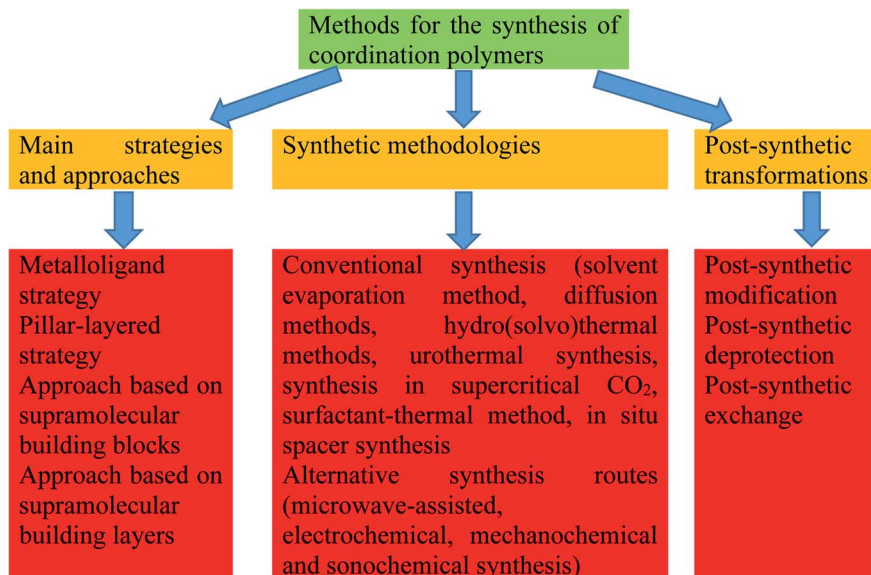 Methods for the synthesis of
coordination polymers
Main strategies
and approaches
Synthetic methodologies
Post-synthetic
transformations
Metalloligand
strategy
Pillar-layered
strategy
Approach based on
supramolecular
building blocks
Approach based on
supramolecular
building layers
Conventional synthesis (solvent
evaporation method, diffusion
methods, hydro(solvo)thermal
methods, urothermal synthesis,
synthesis in supercritical CO₂,
surfactant-thermal method, in situ
spacer synthesis
Alternative synthesis routes
(microwave-assisted,
electrochemical, mechanochemical
and sonochemical synthesis)
Post-synthetic
modification
Post-synthetic
deprotection
Post-synthetic
exchange